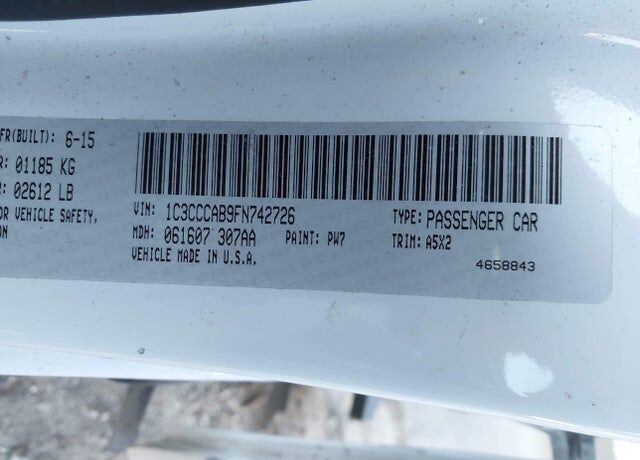 FR(BUILT): 6-15
R: 01185 KG
R: 02612 LB
OR VEHICLE SAFETY,
ON
VIN: 1C3CCCAB9FN742726 TYPE: PASSENGER CAR
MDH: 061607 307AA PAINT: PW7 TRIM: A5X2
VEHICLE MADE IN U.S.A. 4658843